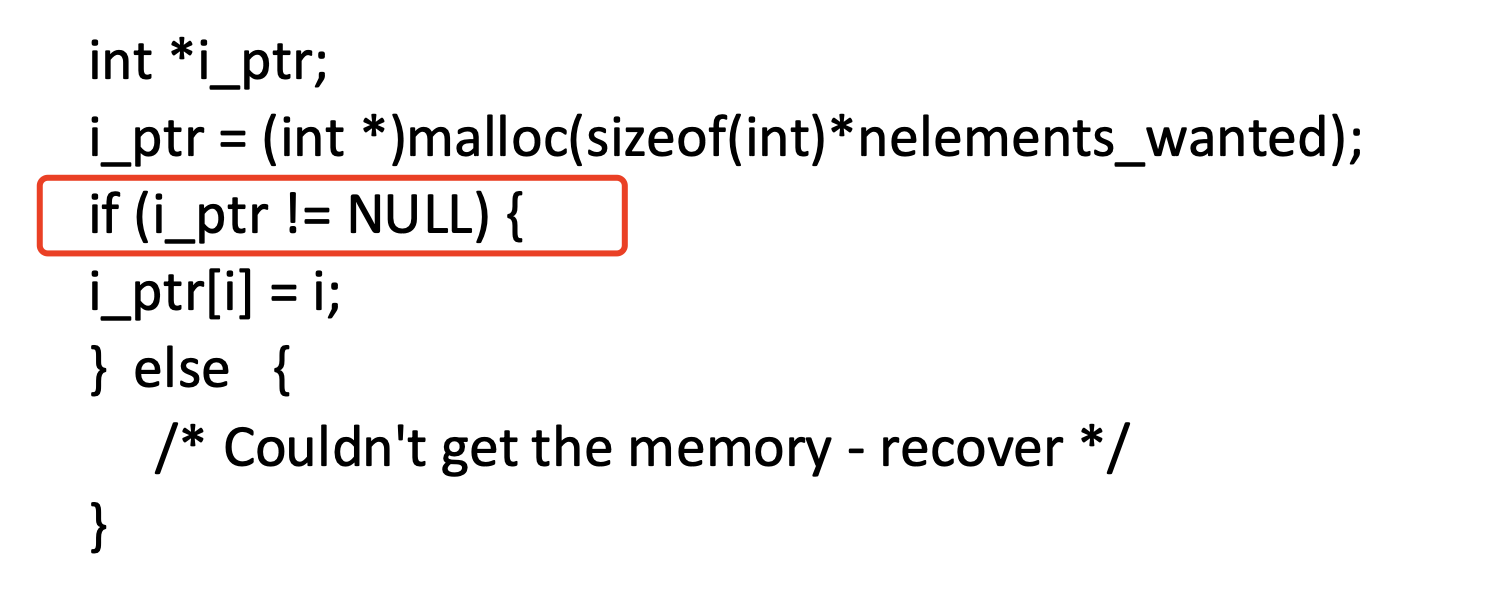 int *i_ptr;
i_ptr = (int *)malloc(sizeof(int)*nelements_wanted);
if (i_ptr != NULL) {
i_ptr[i] = i;
} else {
/* Couldn't get the memory - recover */
}